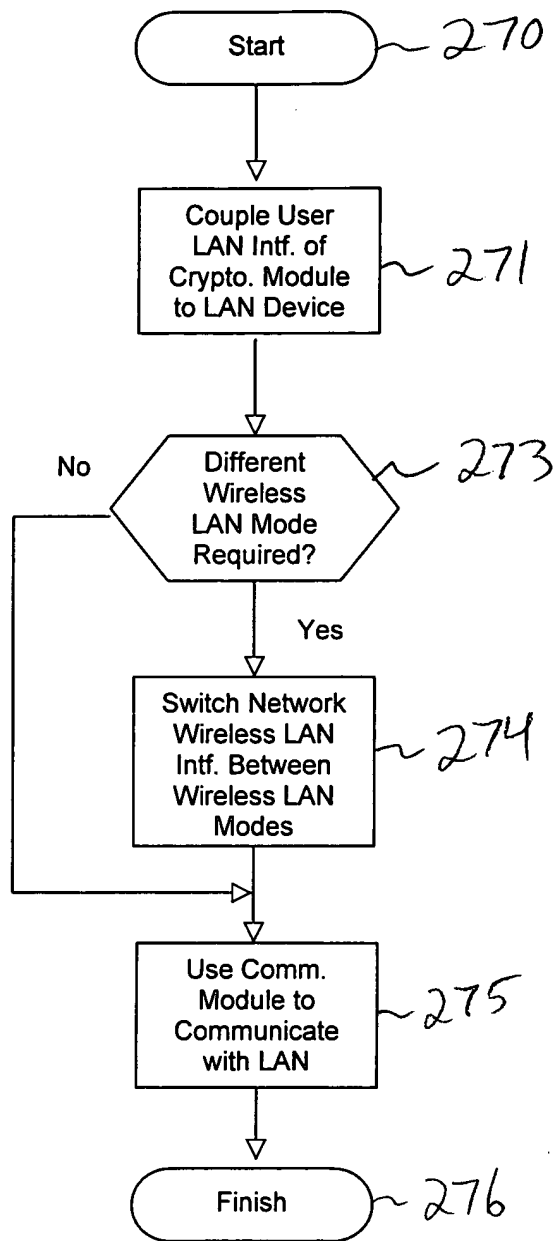 Start
270
Couple User
LAN Intf. of
Crypto. Module
to LAN Device
271
No
Different
Wireless
LAN Mode
Required?
273
Yes
Switch Network
Wireless LAN
Intf. Between
Wireless LAN
Modes
274
Use Comm.
Module to
Communicate
with LAN
275
Finish
276